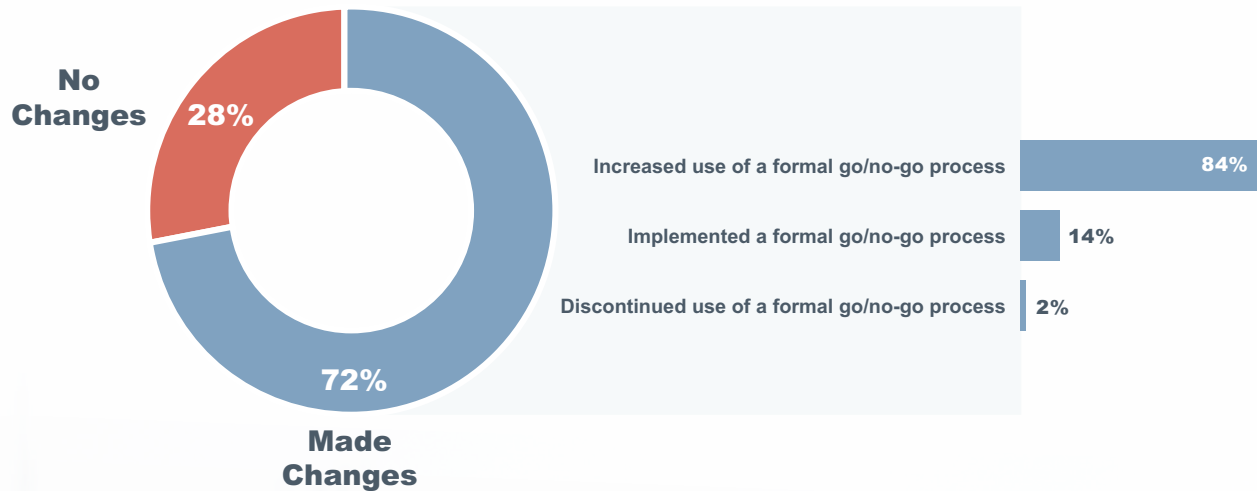 No
Changes
28%
72%
Made
Changes
Increased use of a formal go/no-go process
84%
Implemented a formal go/no-go process
14%
Discontinued use of a formal go/no-go process
2%